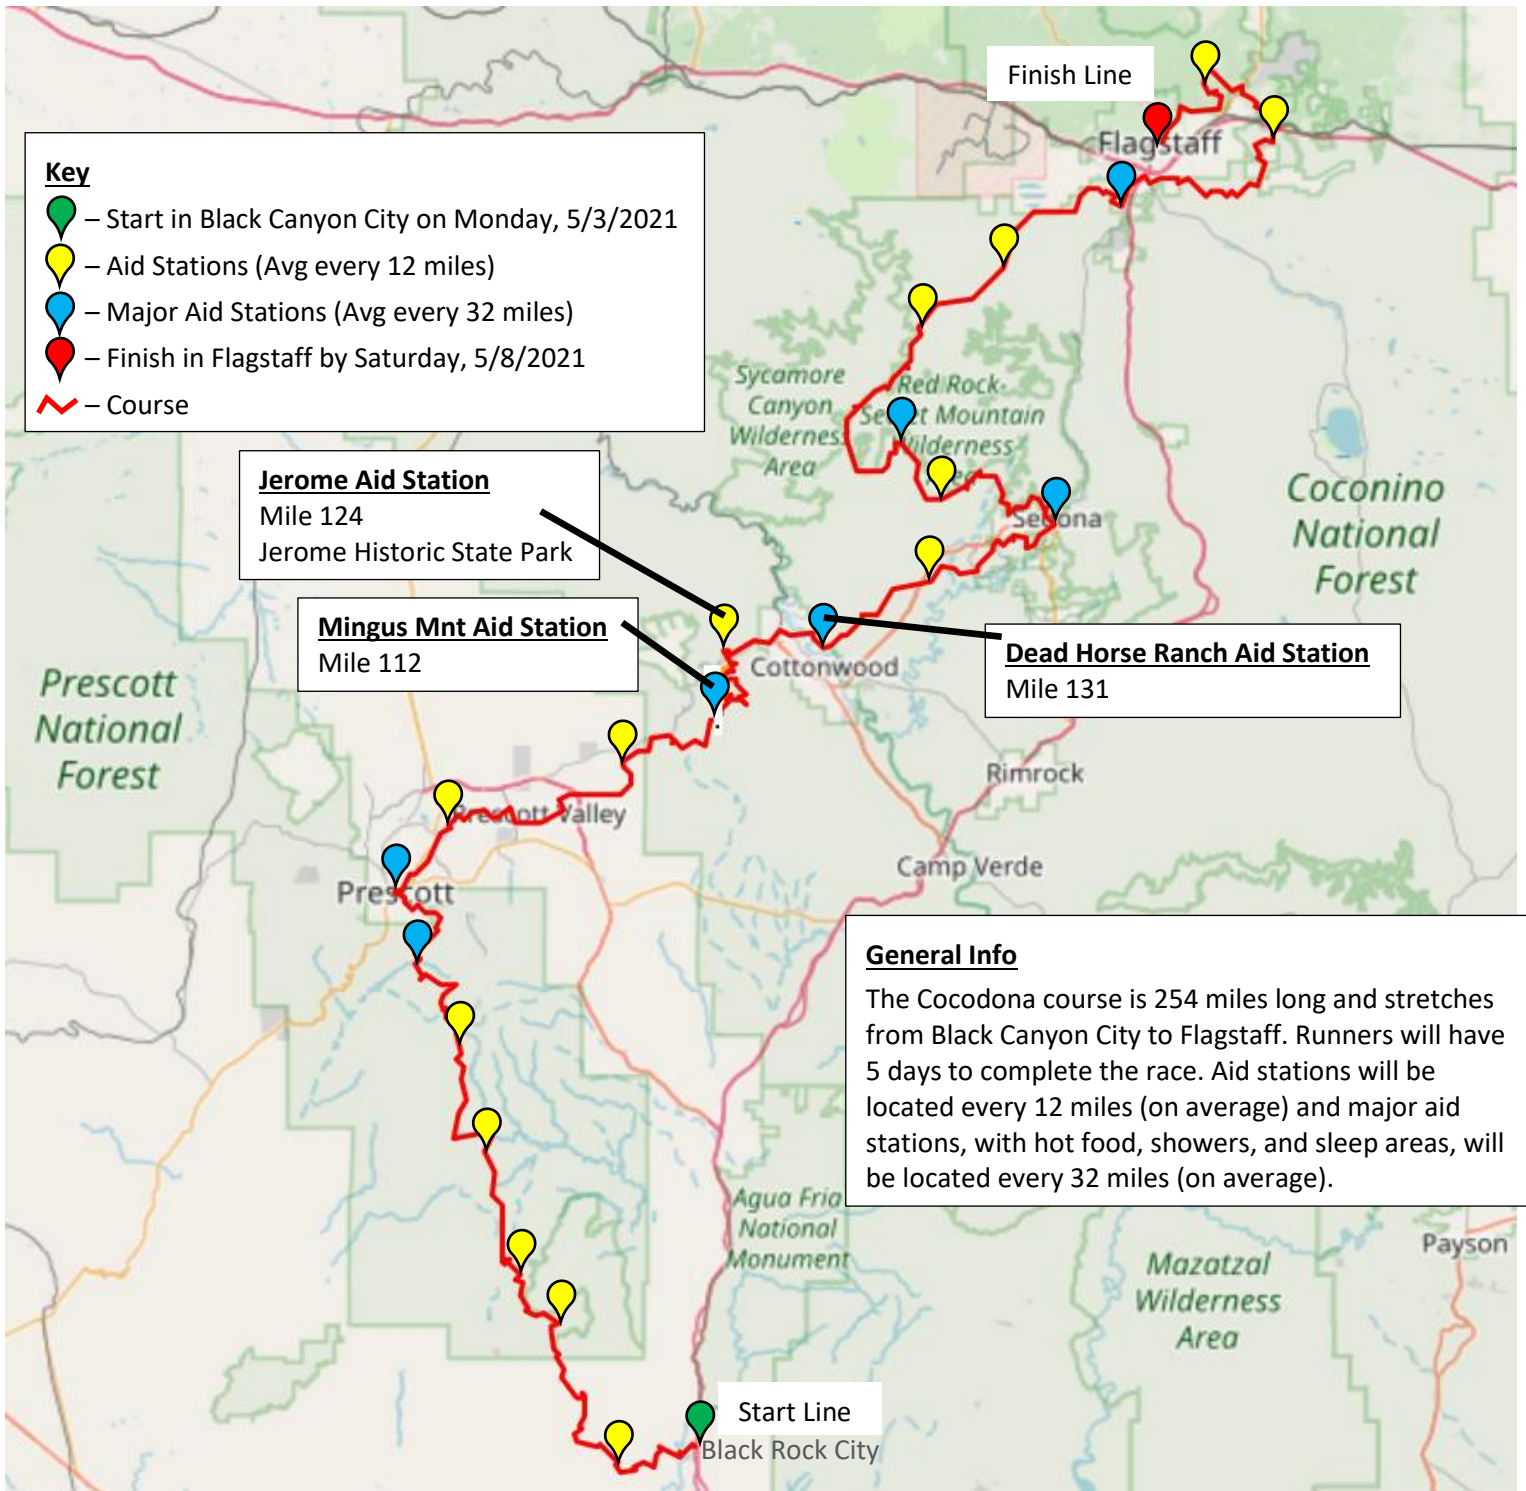 Finish Line
Flagstaff
Key
– Start in Black Canyon City on Monday, 5/3/2021
– Aid Stations (Avg every 12 miles)
– Major Aid Stations (Avg every 32 miles)
– Finish in Flagstaff by Saturday, 5/8/2021
– Course
Sycamore
Canyon
Wilderness
Area
Red Rock-
Secret Mountain
Wilderness
Jerome Aid Station
Mile 124
Jerome Historic State Park
Sedona
Coconino
National
Forest
Mingus Mnt Aid Station
Mile 112
Cottonwood
Dead Horse Ranch Aid Station
Mile 131
Prescott
National
Forest
Rimrock
Prescott Valley
Camp Verde
Prescott
General Info
The Cocodona course is 254 miles long and stretches
from Black Canyon City to Flagstaff. Runners will have
5 days to complete the race. Aid stations will be
located every 12 miles (on average) and major aid
stations, with hot food, showers, and sleep areas, will
be located every 32 miles (on average).
Agua Fria
National
Monument
Payson
Mazatzal
Wilderness
Area
Start Line
Black Rock City